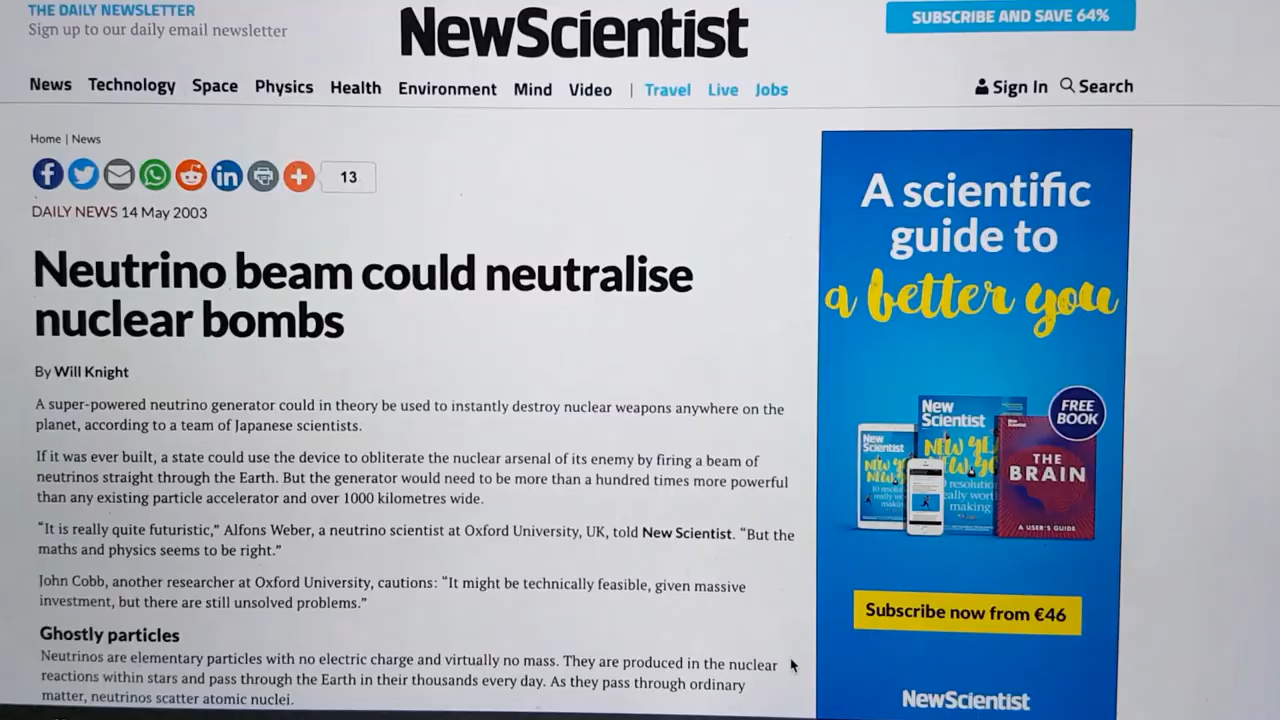 THE DAILY NEWSLETTER
Sign up to our daily email newsletter
NewScientist
SUBSCRIBE AND SAVE 64%
News Technology Space Physics Health Environment Mind Video | Travel Live Jobs
Sign In Search
Home | News
13
DAILY NEWS 14 May 2003
Neutrino beam could neutralise
nuclear bombs
By Will Knight
A super-powered neutrino generator could in theory be used to instantly destroy nuclear weapons anywhere on the
planet, according to a team of Japanese scientists.
If it was ever built, a state could use the device to obliterate the nuclear arsenal of its enemy by firing a beam of
neutrinos straight through the Earth. But the generator would need to be more than a hundred times more powerful
than any existing particle accelerator and over 1000 kilometres wide.
“It is really quite futuristic,” Alfons Weber, a neutrino scientist at Oxford University, UK, told New Scientist. “But the
maths and physics seems to be right.”
John Cobb, another researcher at Oxford University, cautions: “It might be technically feasible, given massive
investment, but there are still unsolved problems.”
Ghostly particles
Neutrinos are elementary particles with no electric charge and virtually no mass. They are produced in the nuclear
reactions within stars and pass through the Earth in their thousands every day. As they pass through ordinary
matter, neutrinos scatter atomic nuclei.
A scientific
guide to
a better you
FREE
BOOK
New
Scientist
New
Scientist
THE
BRAIN
A USER'S GUIDE
Subscribe now from €46
NewScientist